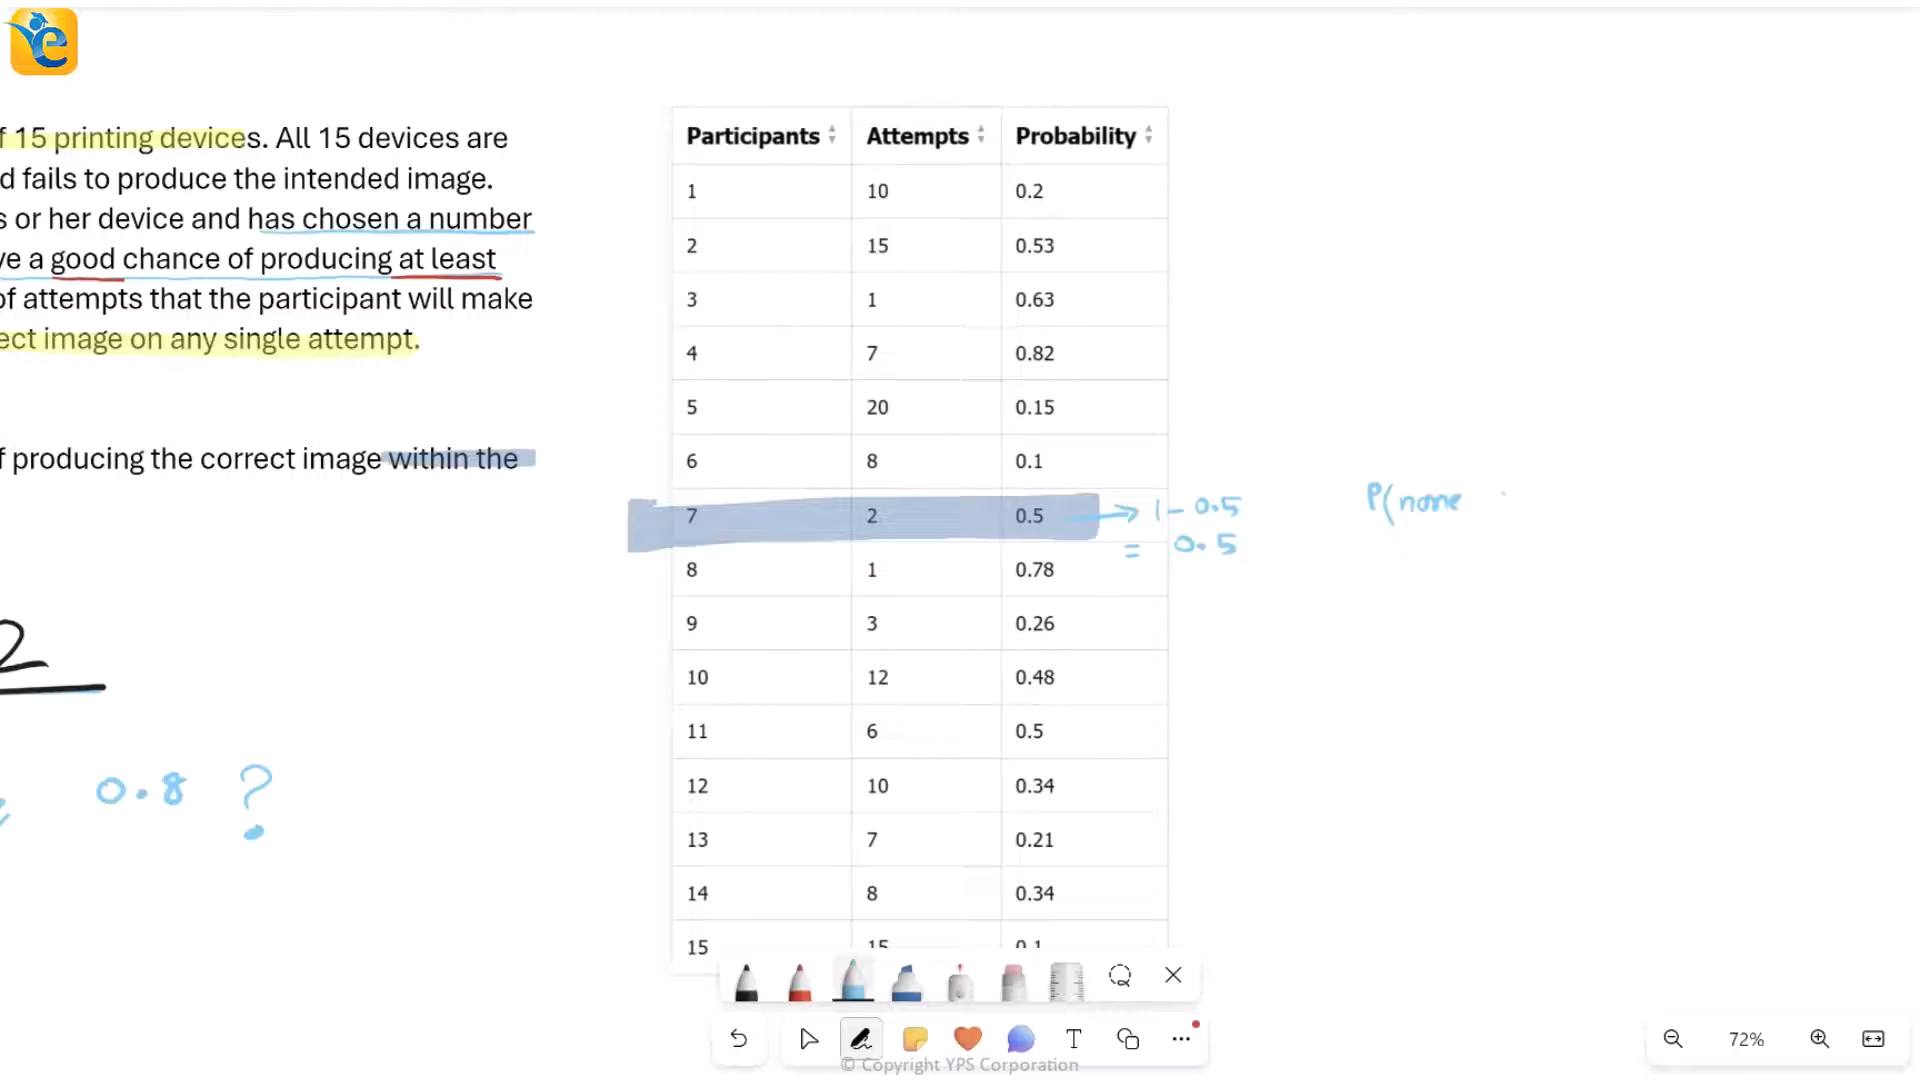 f 15 printing devices. All 15 devices are
d fails to produce the intended image.
s or her device and has chosen a number
ve a good chance of producing at least
of attempts that the participant will make
ect image on any single attempt.
f producing the correct image within the
2
0.8 ?
Participants Attempts Probability
1 10 0.2
2 15 0.53
3 1 0.63
4 7 0.82
5 20 0.15
6 8 0.1
7 2 0.5 → 1 - 0.5
= 0.5
8 1 0.78
9 3 0.26
10 12 0.48
11 6 0.5
12 10 0.34
13 7 0.21
14 8 0.34
15 15 0.1
P(none
72%
© Copyright YPS Corporation